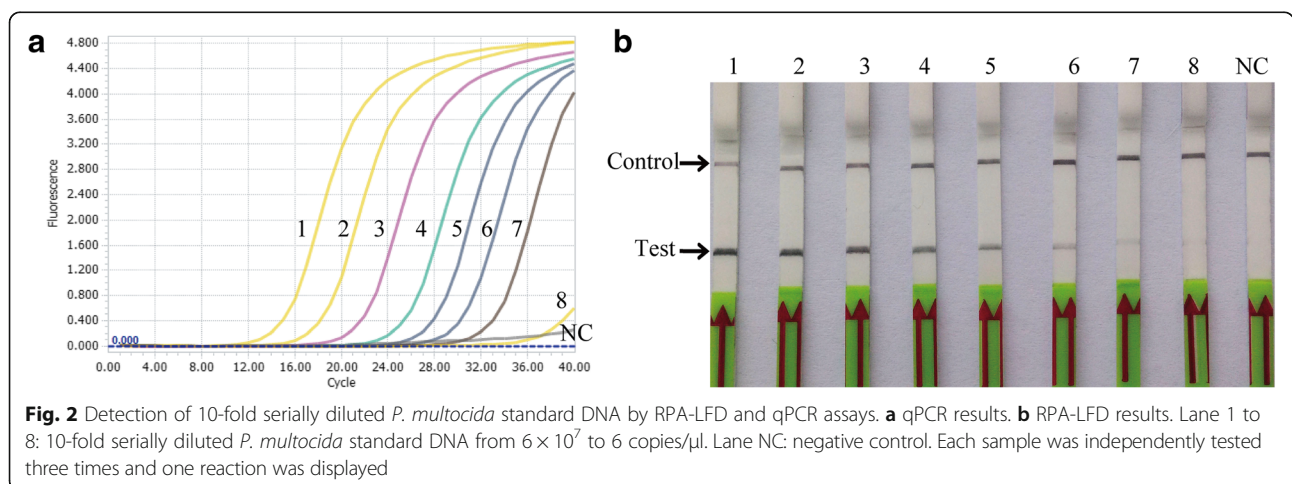 a
4.800
4.400
4.000
3.600
3.200
2.800
2.400
2.000
1.600
1.200
0.800
0.400
0.000
Fluorescence
0.000
1 2 3 4 5 6 7
8
NC
0.00 4.00 8.00 12.00 16.00 20.00 24.00 28.00 32.00 36.00 40.00
Cycle
b
1 2 3 4 5 6 7 8 NC
Control
Test
Fig. 2 Detection of 10-fold serially diluted P. multocida standard DNA by RPA-LFD and qPCR assays. a qPCR results. b RPA-LFD results. Lane 1 to
8: 10-fold serially diluted P. multocida standard DNA from 6 × 10⁷ to 6 copies/μl. Lane NC: negative control. Each sample was independently tested
three times and one reaction was displayed